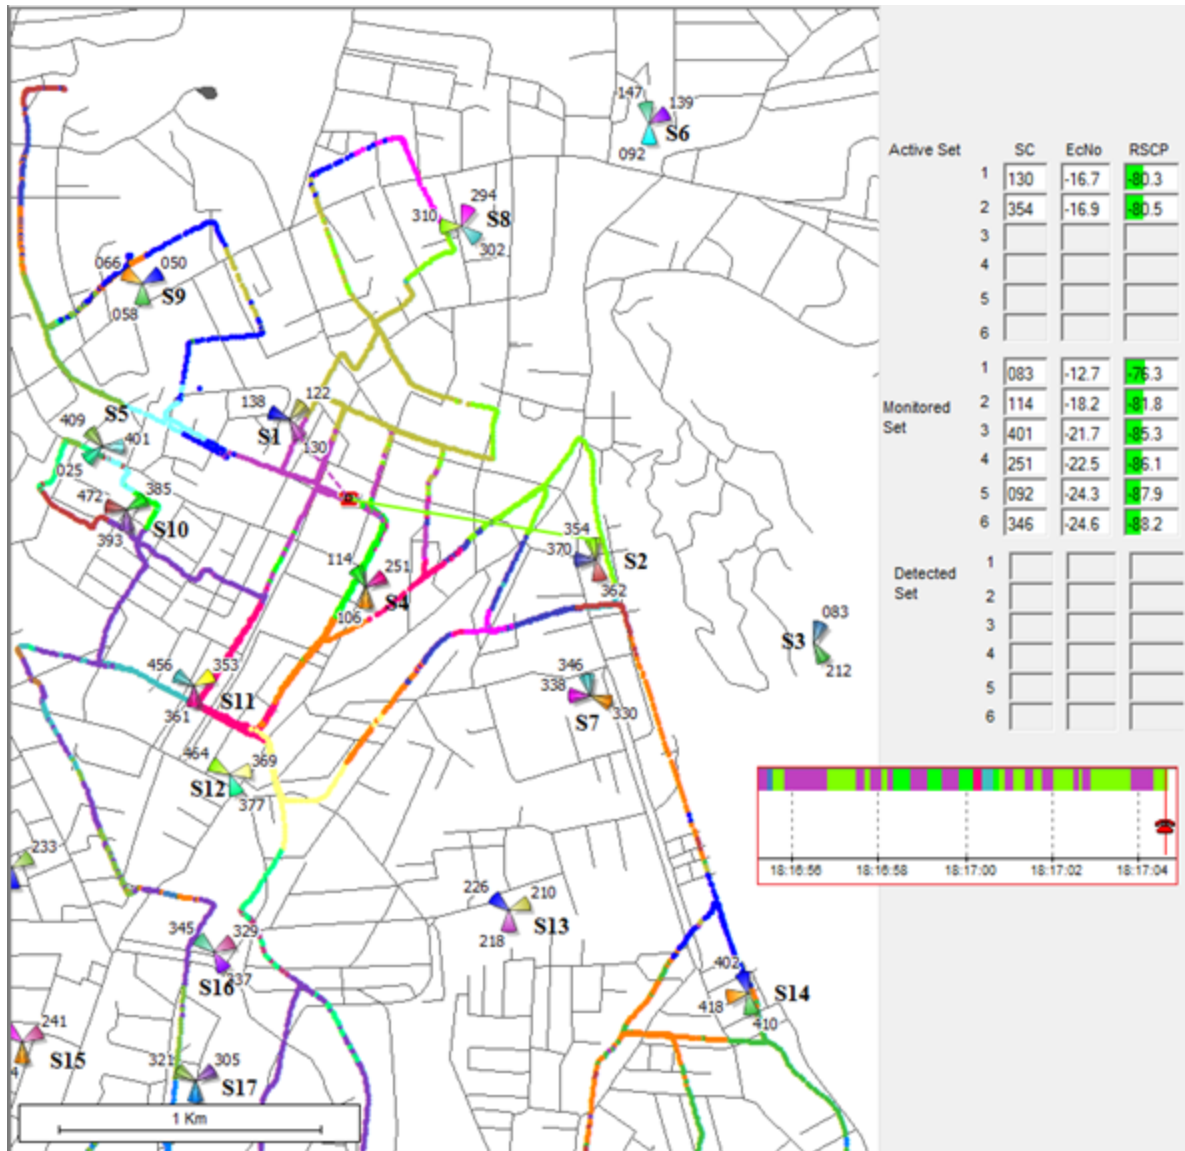 147
139
S6
092
294
310
S8
302
066
050
S9
058
S5
138
122
S1
130
409
401
025
472
385
S10
393
354
370
S2
362
114
251
106
S4
083
S3
212
456
353
S11
361
346
338
330
S7
464
369
S12
377
233
226
210
S13
218
345
329
S16
337
402
418
S14
410
241
S15
4
321
305
S17
1 Km
Active Set
SC EcNo RSCP
1 130 -16.7 -80.3
2 354 -16.9 -80.5
3
4
5
6
Monitored
Set
1 083 -12.7 -76.3
2 114 -18.2 -81.8
3 401 -21.7 -85.3
4 251 -22.5 -86.1
5 092 -24.3 -87.9
6 346 -24.6 -88.2
Detected
Set
1
2
3
4
5
6
18:16:56 18:16:58 18:17:00 18:17:02 18:17:04